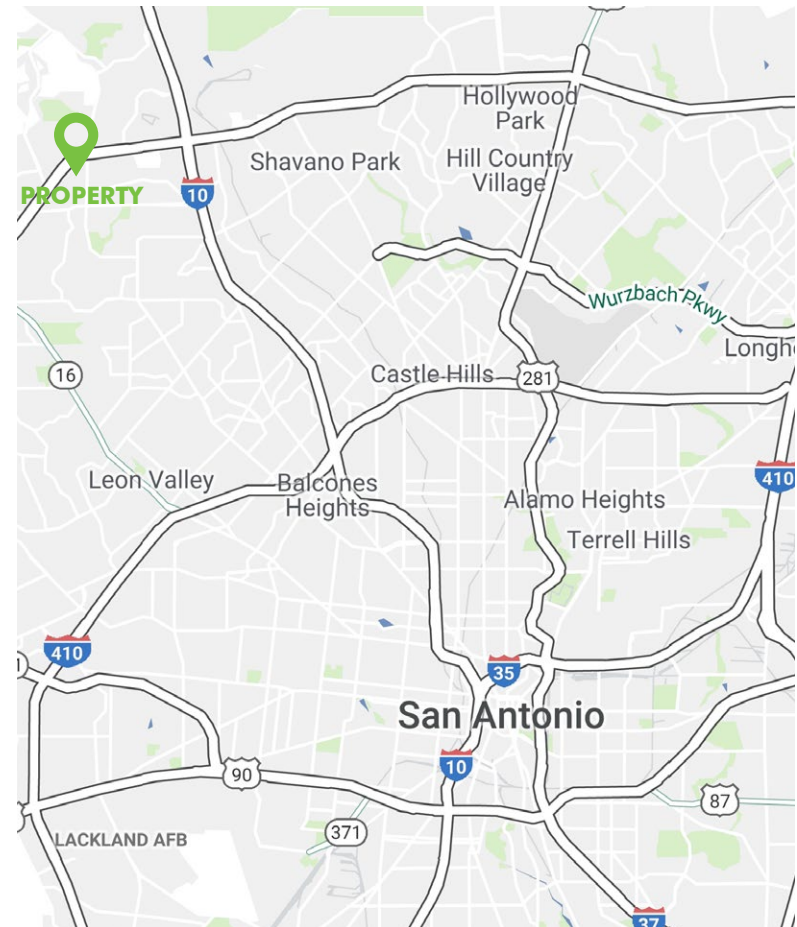 Hollywood
Park
Shavano Park
Hill Country
Village
PROPERTY
10
Wurzbach Pkwy
Longh
16
Castle Hills
281
Leon Valley
Balcones
Heights
410
Alamo Heights
Terrell Hills
410
35
San Antonio
10
90
87
371
LACKLAND AFB
37